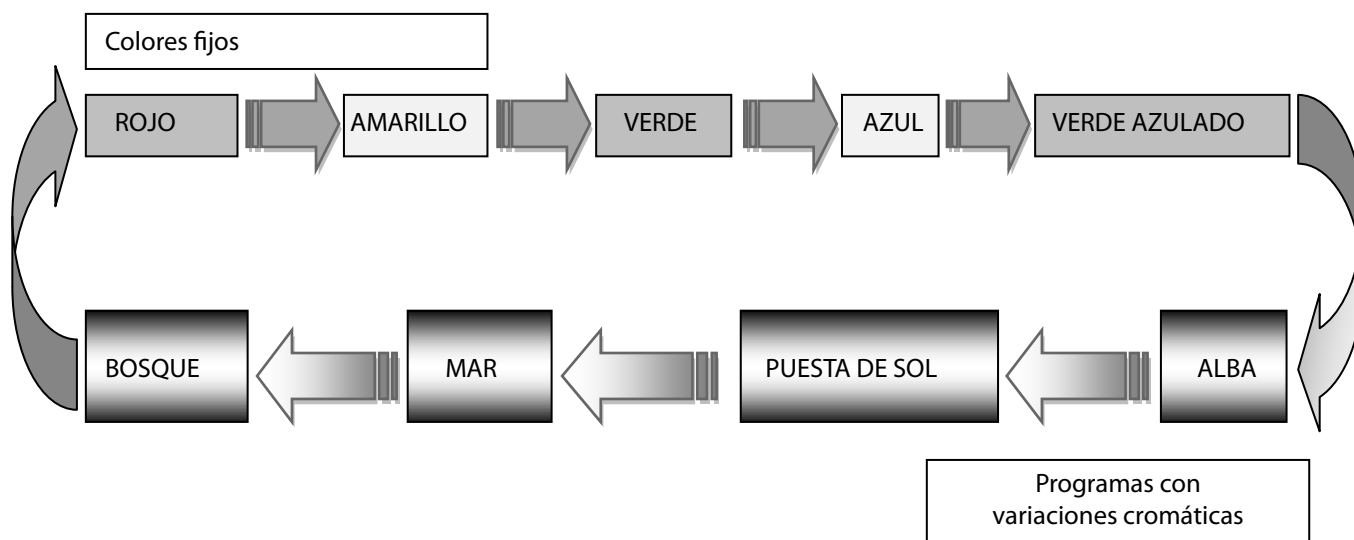 Colores fijos
ROJO
AMARILLO
VERDE
AZUL
VERDE AZULADO
BOSQUE
MAR
PUESTA DE SOL
ALBA
Programas con
variaciones cromáticas